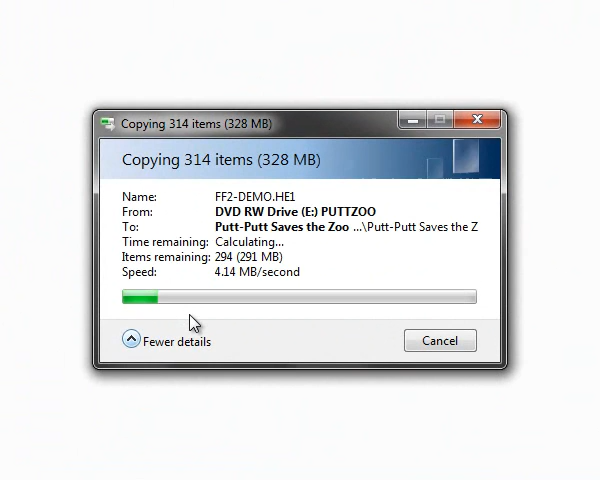 Copying 314 items (328 MB)
Copying 314 items (328 MB)
Name: FF2-DEMO.HE1
From: DVD RW Drive (E:) PUTTZOO
To: Putt-Putt Saves the Zoo ...\Putt-Putt Saves the Z
Time remaining: Calculating...
Items remaining: 294 (291 MB)
Speed: 4.14 MB/second
Fewer details
Cancel